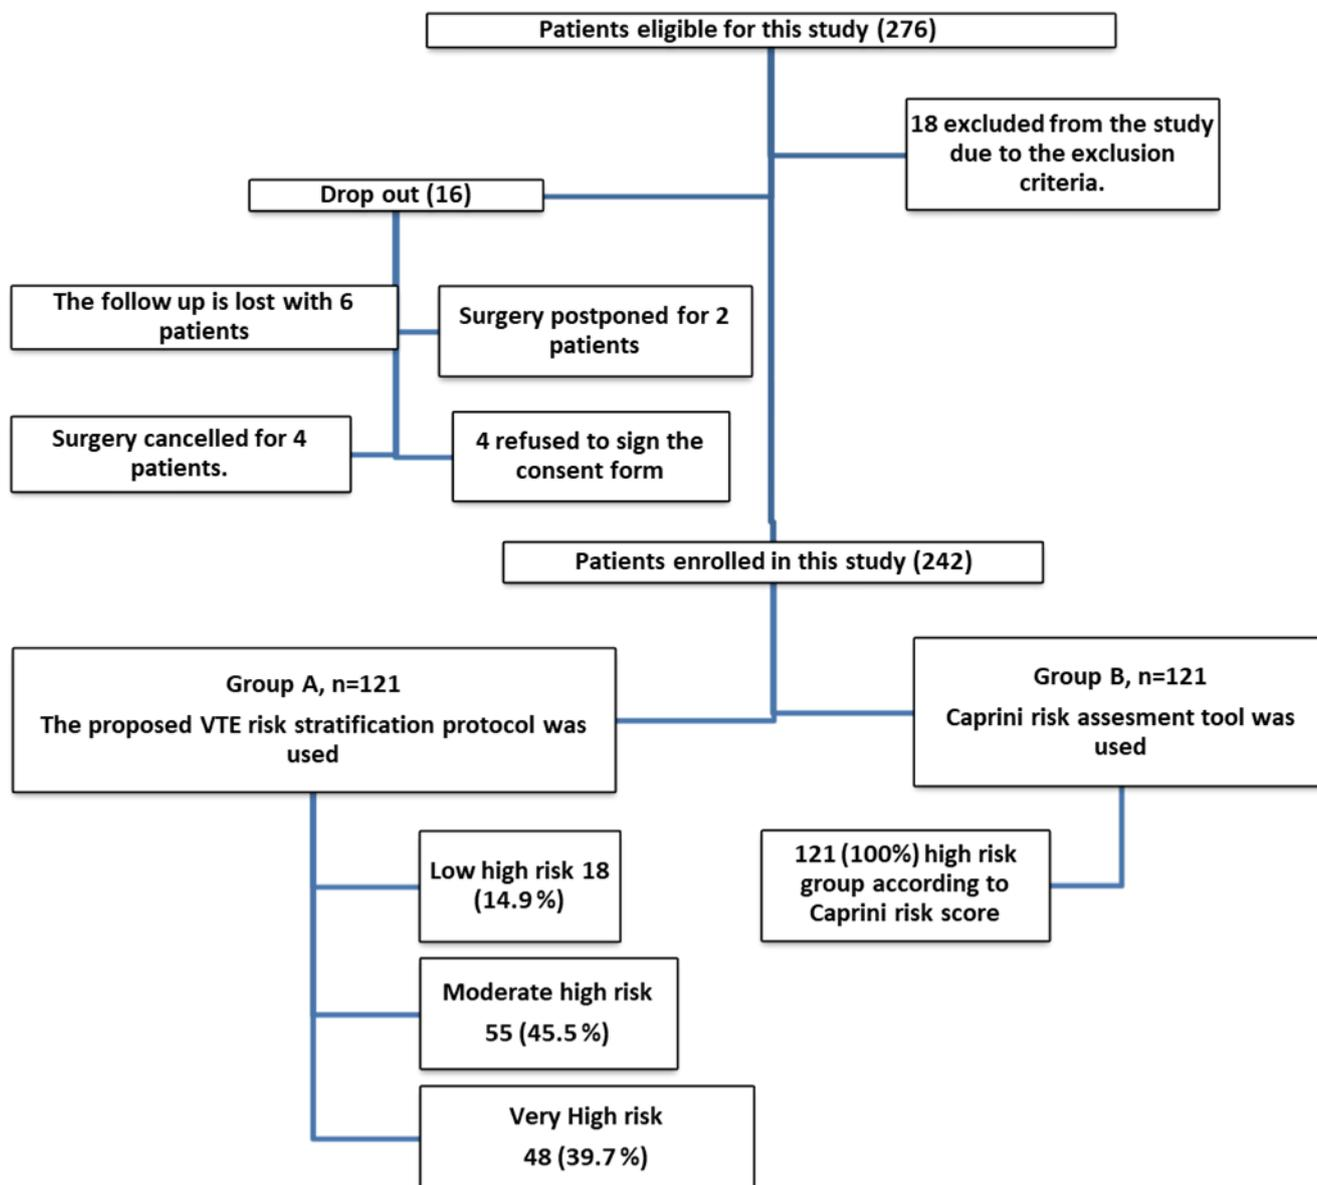 Patients eligible for this study (276)
18 excluded from the study
due to the exclusion
criteria.
Drop out (16)
The follow up is lost with 6
patients
Surgery postponed for 2
patients
Surgery cancelled for 4
patients.
4 refused to sign the
consent form
Patients enrolled in this study (242)
Group A, n=121
The proposed VTE risk stratification protocol was
used
Group B, n=121
Caprini risk assesment tool was
used
Low high risk 18
(14.9%)
121 (100%) high risk
group according to
Caprini risk score
Moderate high risk
55 (45.5%)
Very High risk
48 (39.7%)